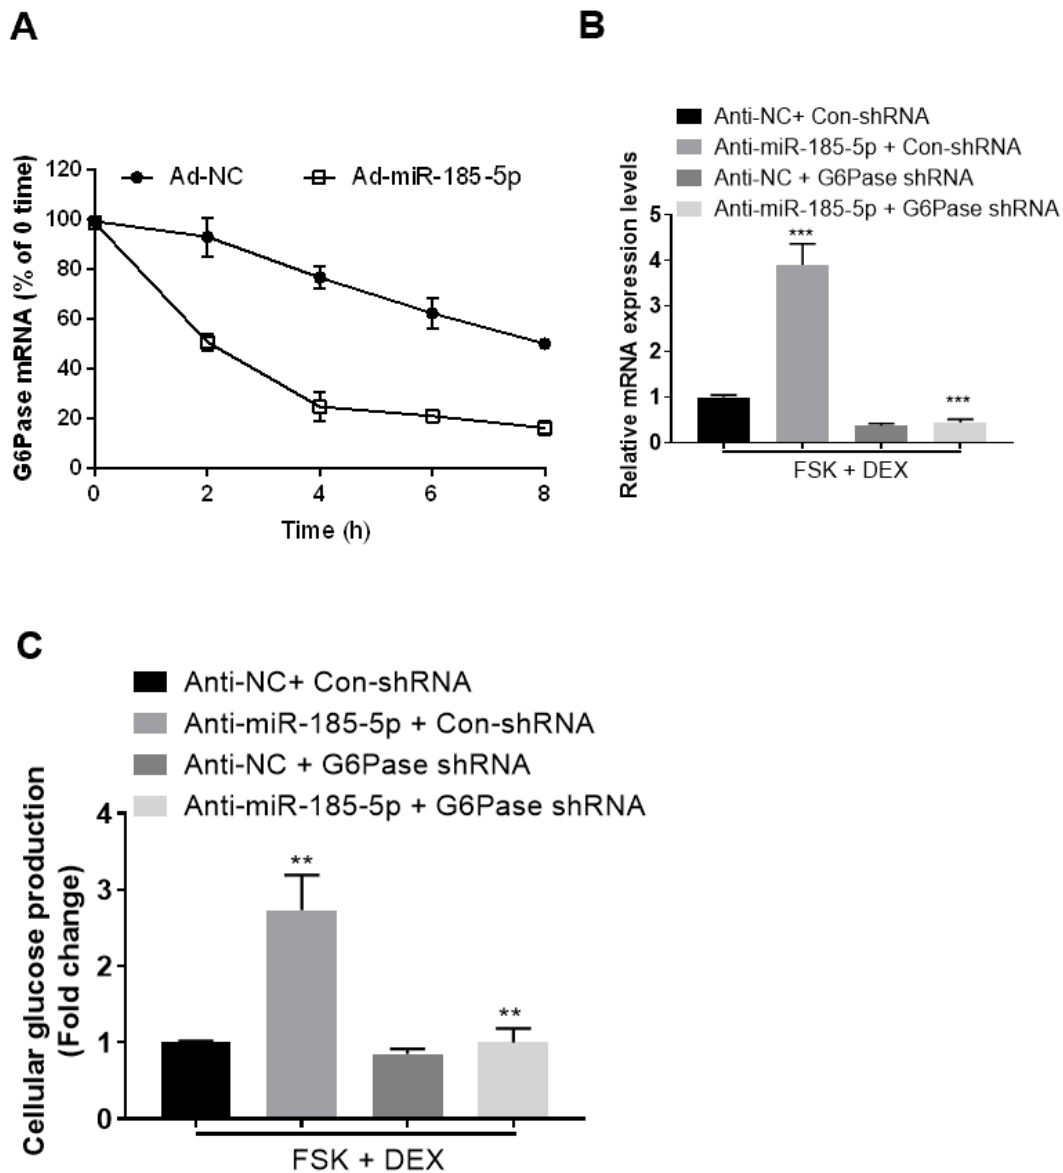 A
G6Pase mRNA (% of 0 time)
120
100
80
60
40
20
0
Ad-NC
Ad-miR-185-5p
0
2
4
6
8
Time (h)
B
Anti-NC+ Con-shRNA
Anti-miR-185-5p + Con-shRNA
Anti-NC + G6Pase shRNA
Anti-miR-185-5p + G6Pase shRNA
Relative mRNA expression levels
5
4
3
2
1
0
***
***
FSK + DEX
C
Anti-NC+ Con-shRNA
Anti-miR-185-5p + Con-shRNA
Anti-NC + G6Pase shRNA
Anti-miR-185-5p + G6Pase shRNA
Cellular glucose production
(Fold change)
4
3
2
1
0
**
**
FSK + DEX